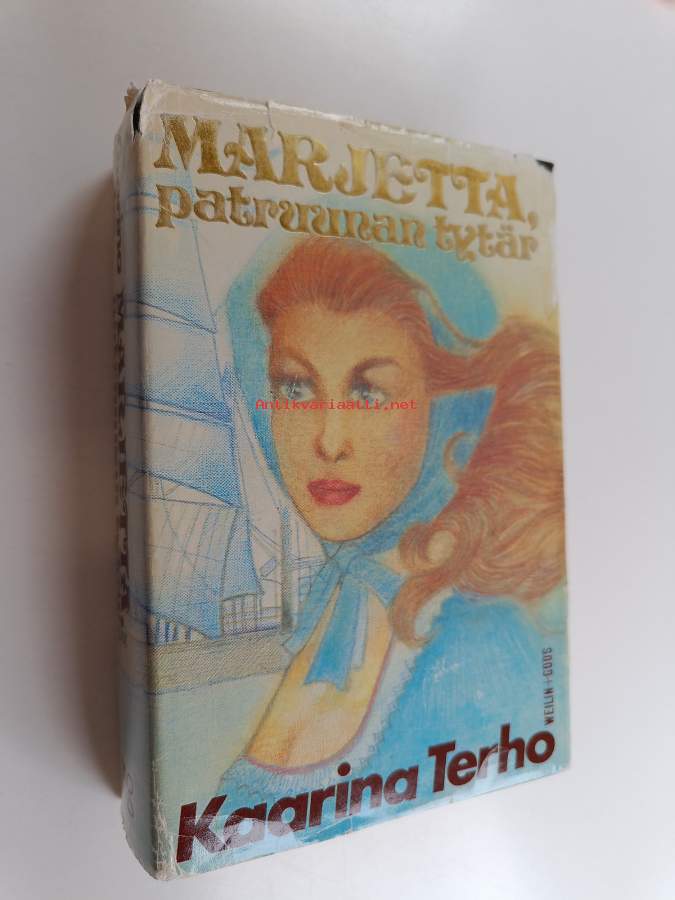 MARJETTA,
patruunan tytär
Antikvariaatti.net
WEILIN+GÖÖS
Kaarina Terho